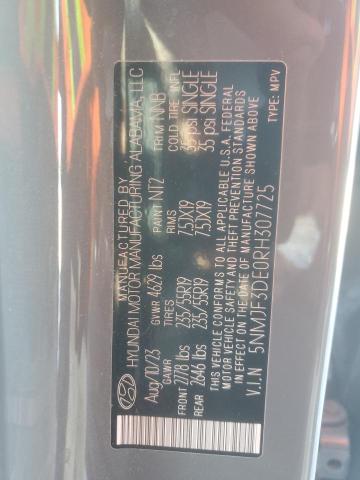 MANUFACTURED BY
HYUNDAI MOTOR MANUFACTURING ALABAMA, LLC
Aug/10/23 PAINT: NT2 TRIM: NNB
GVWR 4629 lbs
GAWR TIRES RIMS COLD TIRE INFL.
FRONT 2778 lbs 235/55R19 7.5JX19 35 psi SINGLE
REAR 2646 lbs 235/55R19 7.5JX19 35 psi SINGLE
THIS VEHICLE CONFORMS TO ALL APPLICABLE U.S.A. FEDERAL
MOTOR VEHICLE SAFETY AND THEFT PREVENTION STANDARDS
IN EFFECT ON THE DATE OF MANUFACTURE SHOWN ABOVE
V.I.N 5NMJF3DE0RH307725 TYPE: MPV